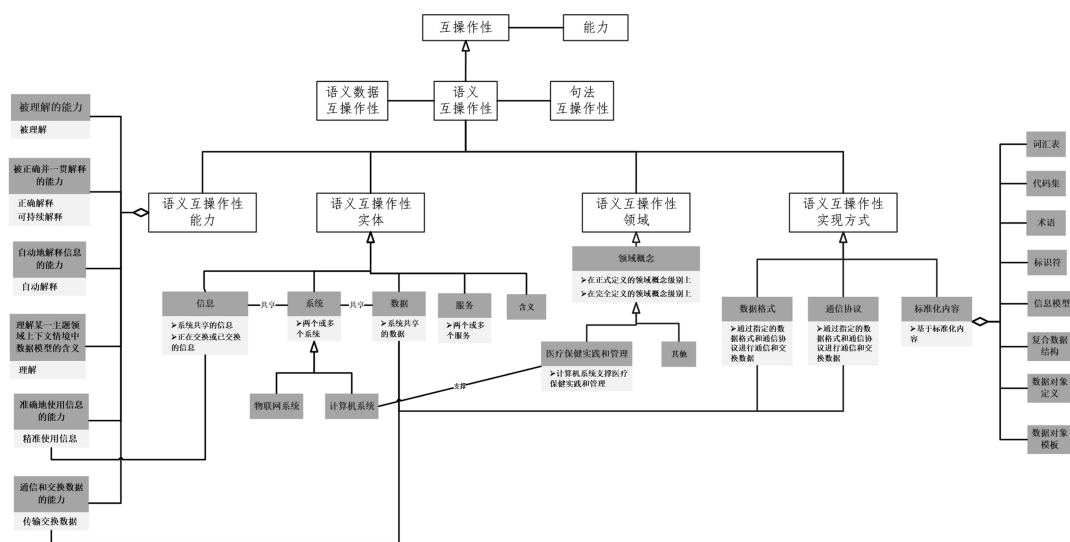 互操作性
能力
语义数据
互操作性
语义
互操作性
句法
互操作性
语义互操作性
能力
语义互操作性
实体
语义互操作性
领域
语义互操作性
实现方式
被理解的能力
被理解
被正确并一贯解释
的能力
正确解释
可持续解释
自动地解释信息
的能力
自动解释
理解某一主题领
域上下文情境中
数据模型的含义
理解
准确地使用信息
的能力
精准使用信息
通信和交换数据
的能力
传输交换数据
信息
➢系统共享的信息
➢正在交换或已交换
的信息
共享
系统
➢两个或多
个系统
共享
数据
➢系统共享
的数据
服务
➢两个或多
个服务
含义
物联网系统
计算机系统
支撑
领域概念
➢在正式定义的领域概念级别上
➢在完全定义的领域概念级别上
医疗保健实践和管理
➢计算机系统支撑医疗
保健实践和管理
其他
数据格式
➢通过指定的数
据格式和通信协
议进行通信和交
换数据
通信协议
➢通过指定的数
据格式和通信协
议进行通信和交
换数据
标准化内容
➢基于标准化内
容
词汇表
代码集
术语
标识符
信息模型
复合数据
结构
数据对象
定义
数据对象
模板